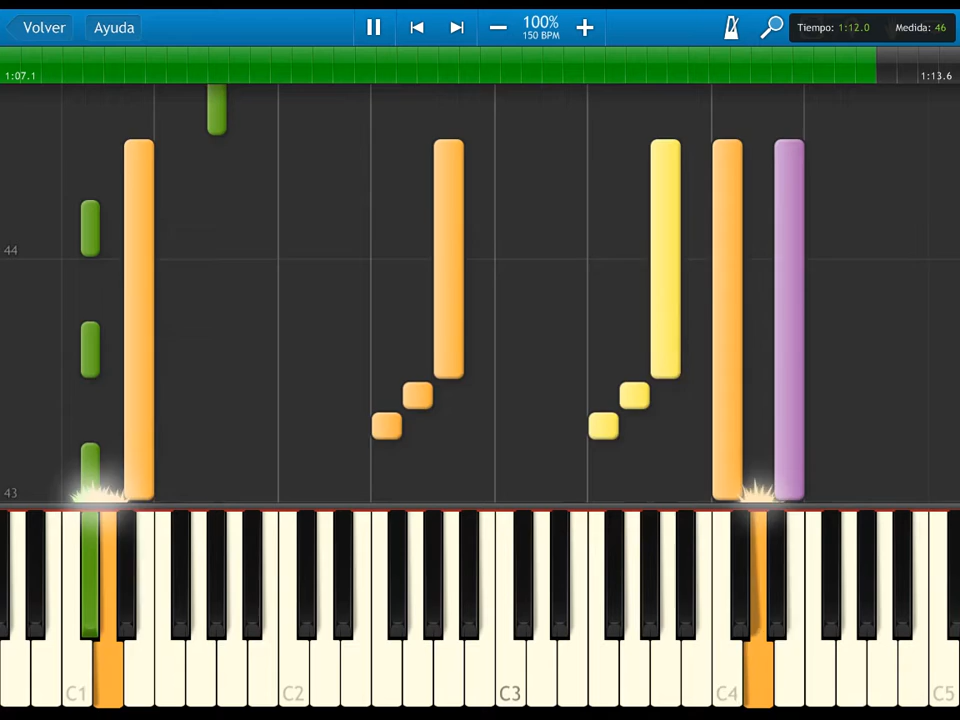 Volver
Ayuda
100%
150 BPM
Tiempo: 1:12.0
Medida: 46
1:07.1
1:13.6
44
43
C1
C2
C3
C4
C5